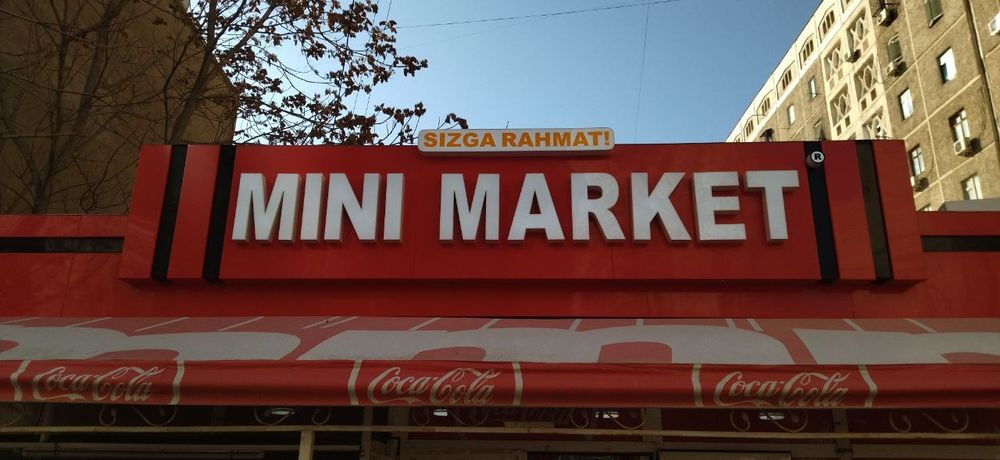 SIZGA RAHMAT!
MINI MARKET
®
Coca-Cola
Coca-Cola
Coca-Cola